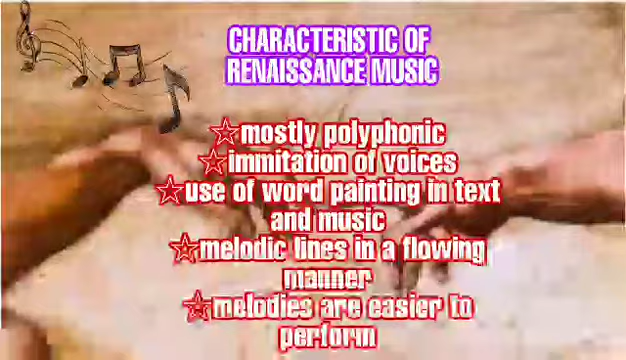 CHARACTERISTIC OF
RENAISSANCE MUSIC
☆mostly polyphonic
☆immitation of voices
☆use of word painting in text
and music
☆melodic lines in a flowing
manner
☆melodies are easier to
perform